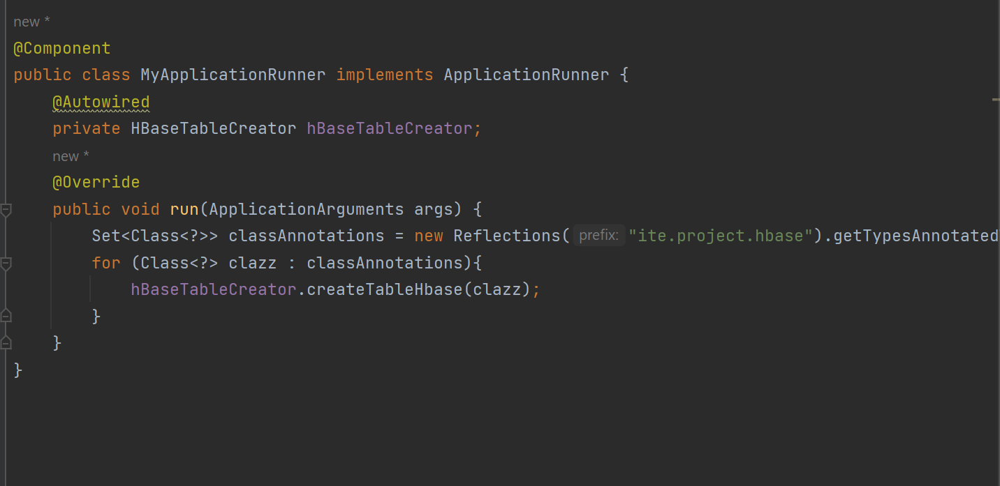 new *
@Component
public class MyApplicationRunner implements ApplicationRunner {
@Autowired
private HBaseTableCreator hBaseTableCreator;
new *
@Override
public void run(ApplicationArguments args) {
Set<Class<?>> classAnnotations = new Reflections( prefix: "ite.project.hbase").getTypesAnnotated
for (Class<?> clazz : classAnnotations){
hBaseTableCreator.createTableHbase(clazz);
}
}
}